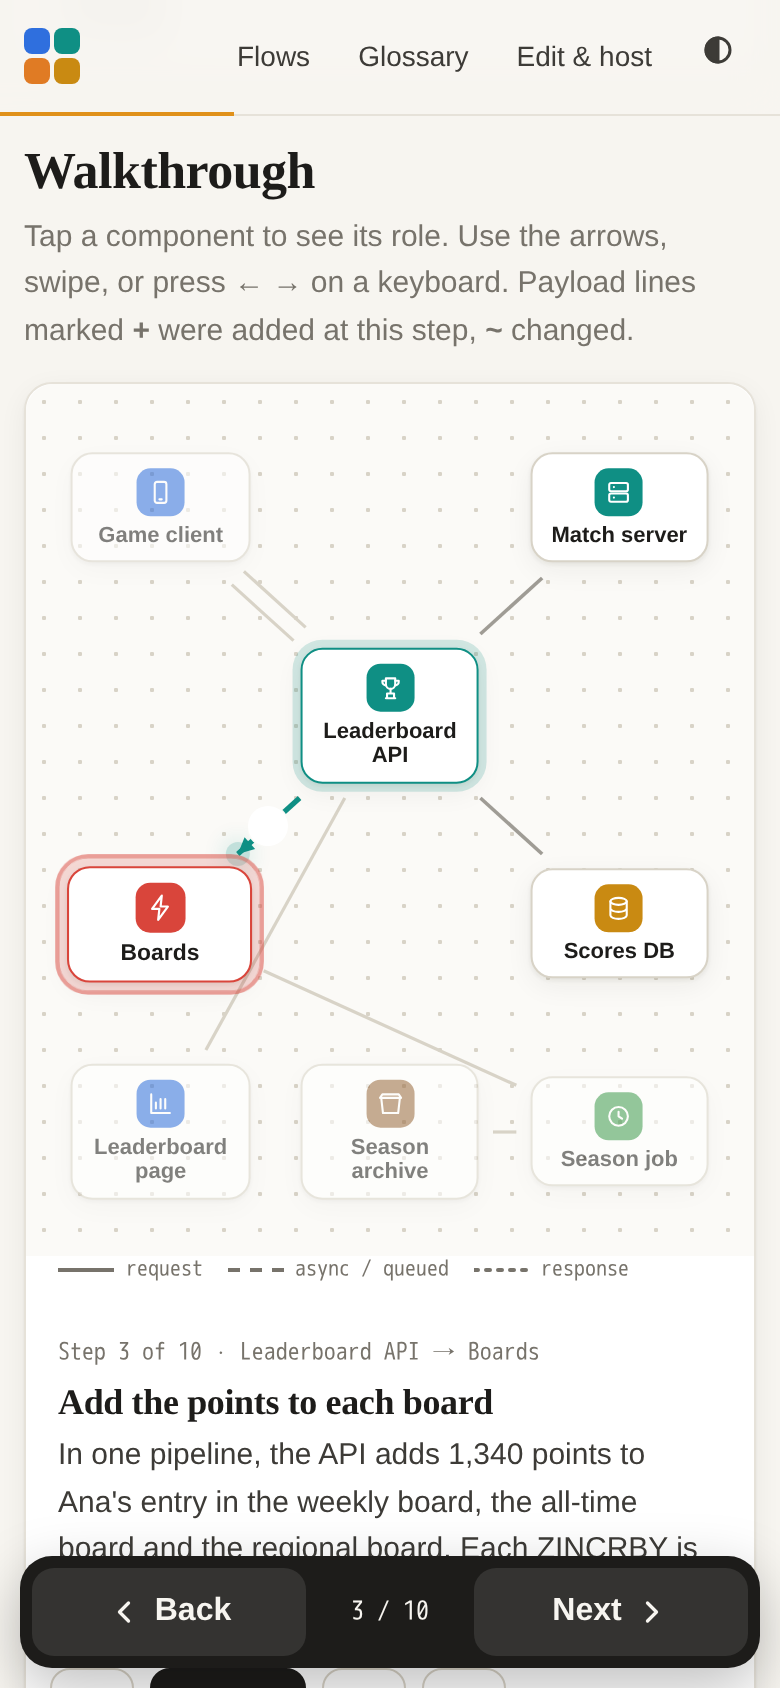 Flows Glossary Edit & host
Walkthrough
Tap a component to see its role. Use the arrows,
swipe, or press ← → on a keyboard. Payload lines
marked + were added at this step, ~ changed.
Game client
Match server
Leaderboard
API
Boards
Scores DB
Leaderboard
page
Season
archive
Season job
request async / queued response
Step 3 of 10 · Leaderboard API → Boards
Add the points to each board
In one pipeline, the API adds 1,340 points to
Ana's entry in the weekly board, the all-time
board and the regional board. Each ZINCRBY is
Back 3 / 10 Next